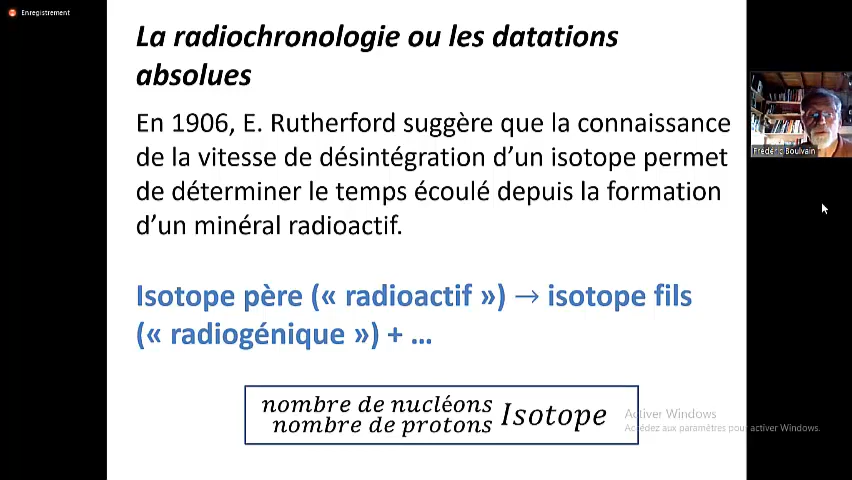 Enregistrement
La radiochronologie ou les datations
absolues
En 1906, E. Rutherford suggère que la connaissance
de la vitesse de désintégration d’un isotope permet
de déterminer le temps écoulé depuis la formation
d’un minéral radioactif.
Isotope père (« radioactif ») → isotope fils
(« radiogénique ») + …
nombre de nucléons
nombre de protons Isotope
Frédéric Boulvain
Activer Windows
Accédez aux paramètres pour activer Windows.